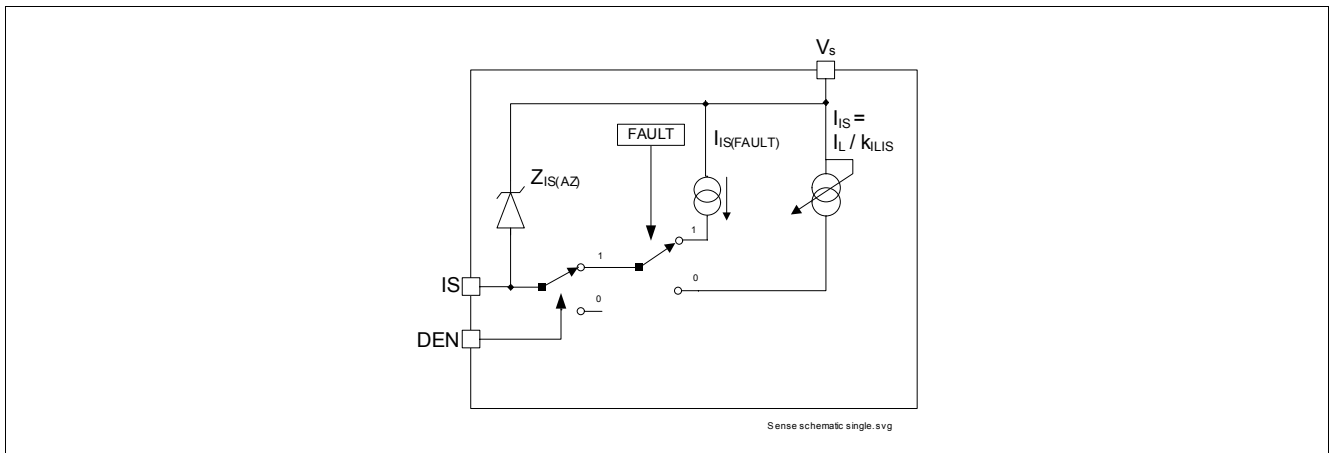 Vs
IIS =
IL / kILIS
FAULT
IIS(FAULT)
ZIS(AZ)
1
1
0
IS
0
DEN
Sense schematic single.svg